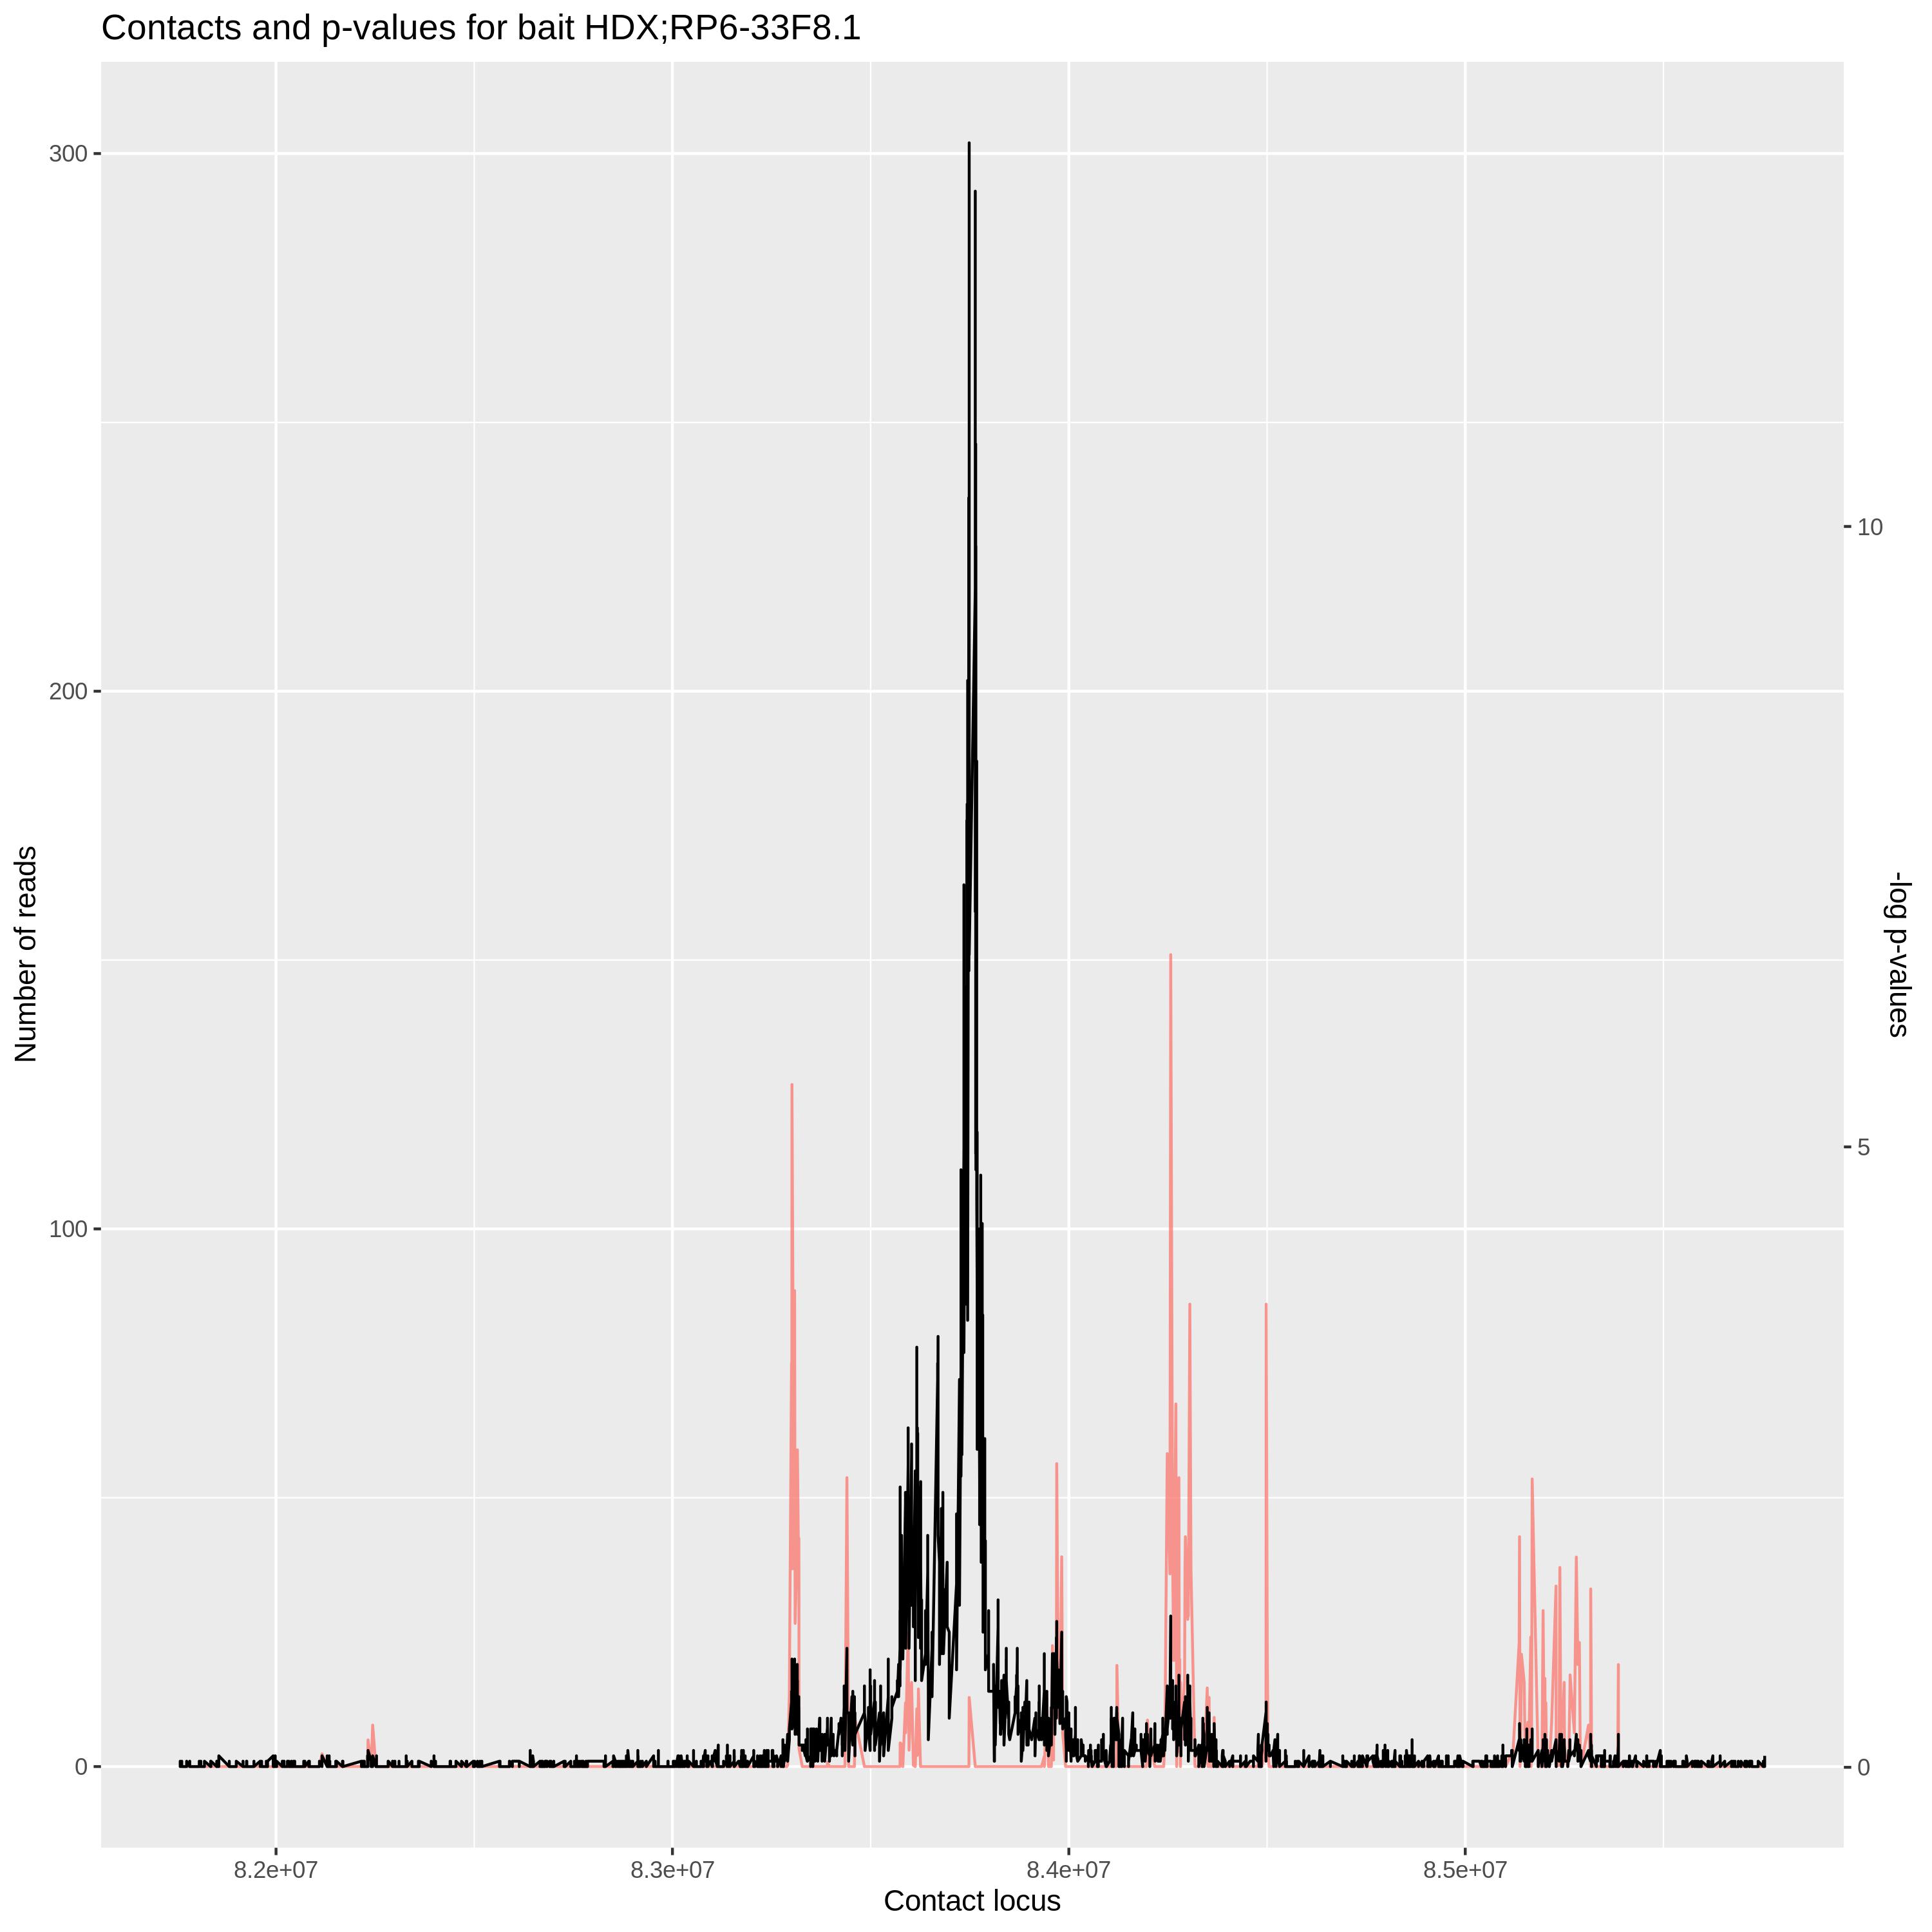 Contacts and p-values for bait HDX;RP6-33F8.1
300
200
100
0
Number of reads
10
5
0
-log p-values
8.2e+07
8.3e+07
8.4e+07
8.5e+07
Contact locus